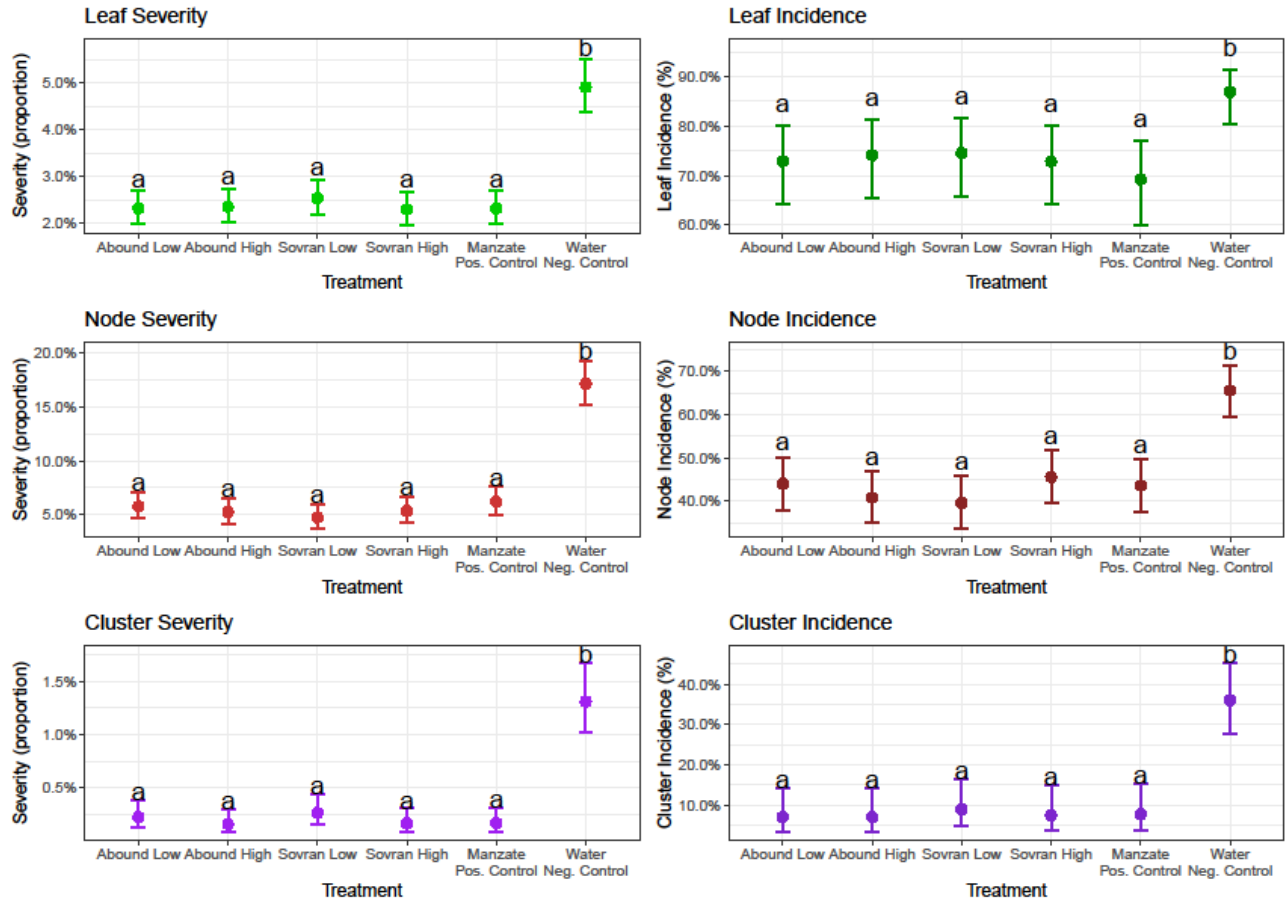 Leaf Severity
Severity (proportion)
5.0%
4.0%
3.0%
2.0%
a a a a a b
Abound Low Abound High Sovran Low Sovran High Manzate Water
Pos. Control Neg. Control
Treatment
Leaf Incidence
Leaf Incidence (%)
90.0%
80.0%
70.0%
60.0%
a a a a a b
Abound Low Abound High Sovran Low Sovran High Manzate Water
Pos. Control Neg. Control
Treatment
Node Severity
Severity (proportion)
20.0%
15.0%
10.0%
5.0%
a a a a a b
Abound Low Abound High Sovran Low Sovran High Manzate Water
Pos. Control Neg. Control
Treatment
Node Incidence
Node Incidence (%)
70.0%
60.0%
50.0%
40.0%
a a a a a b
Abound Low Abound High Sovran Low Sovran High Manzate Water
Pos. Control Neg. Control
Treatment
Cluster Severity
Severity (proportion)
1.5%
1.0%
0.5%
a a a a a b
Abound Low Abound High Sovran Low Sovran High Manzate Water
Pos. Control Neg. Control
Treatment
Cluster Incidence
Cluster Incidence (%)
40.0%
30.0%
20.0%
10.0%
a a a a a b
Abound Low Abound High Sovran Low Sovran High Manzate Water
Pos. Control Neg. Control
Treatment